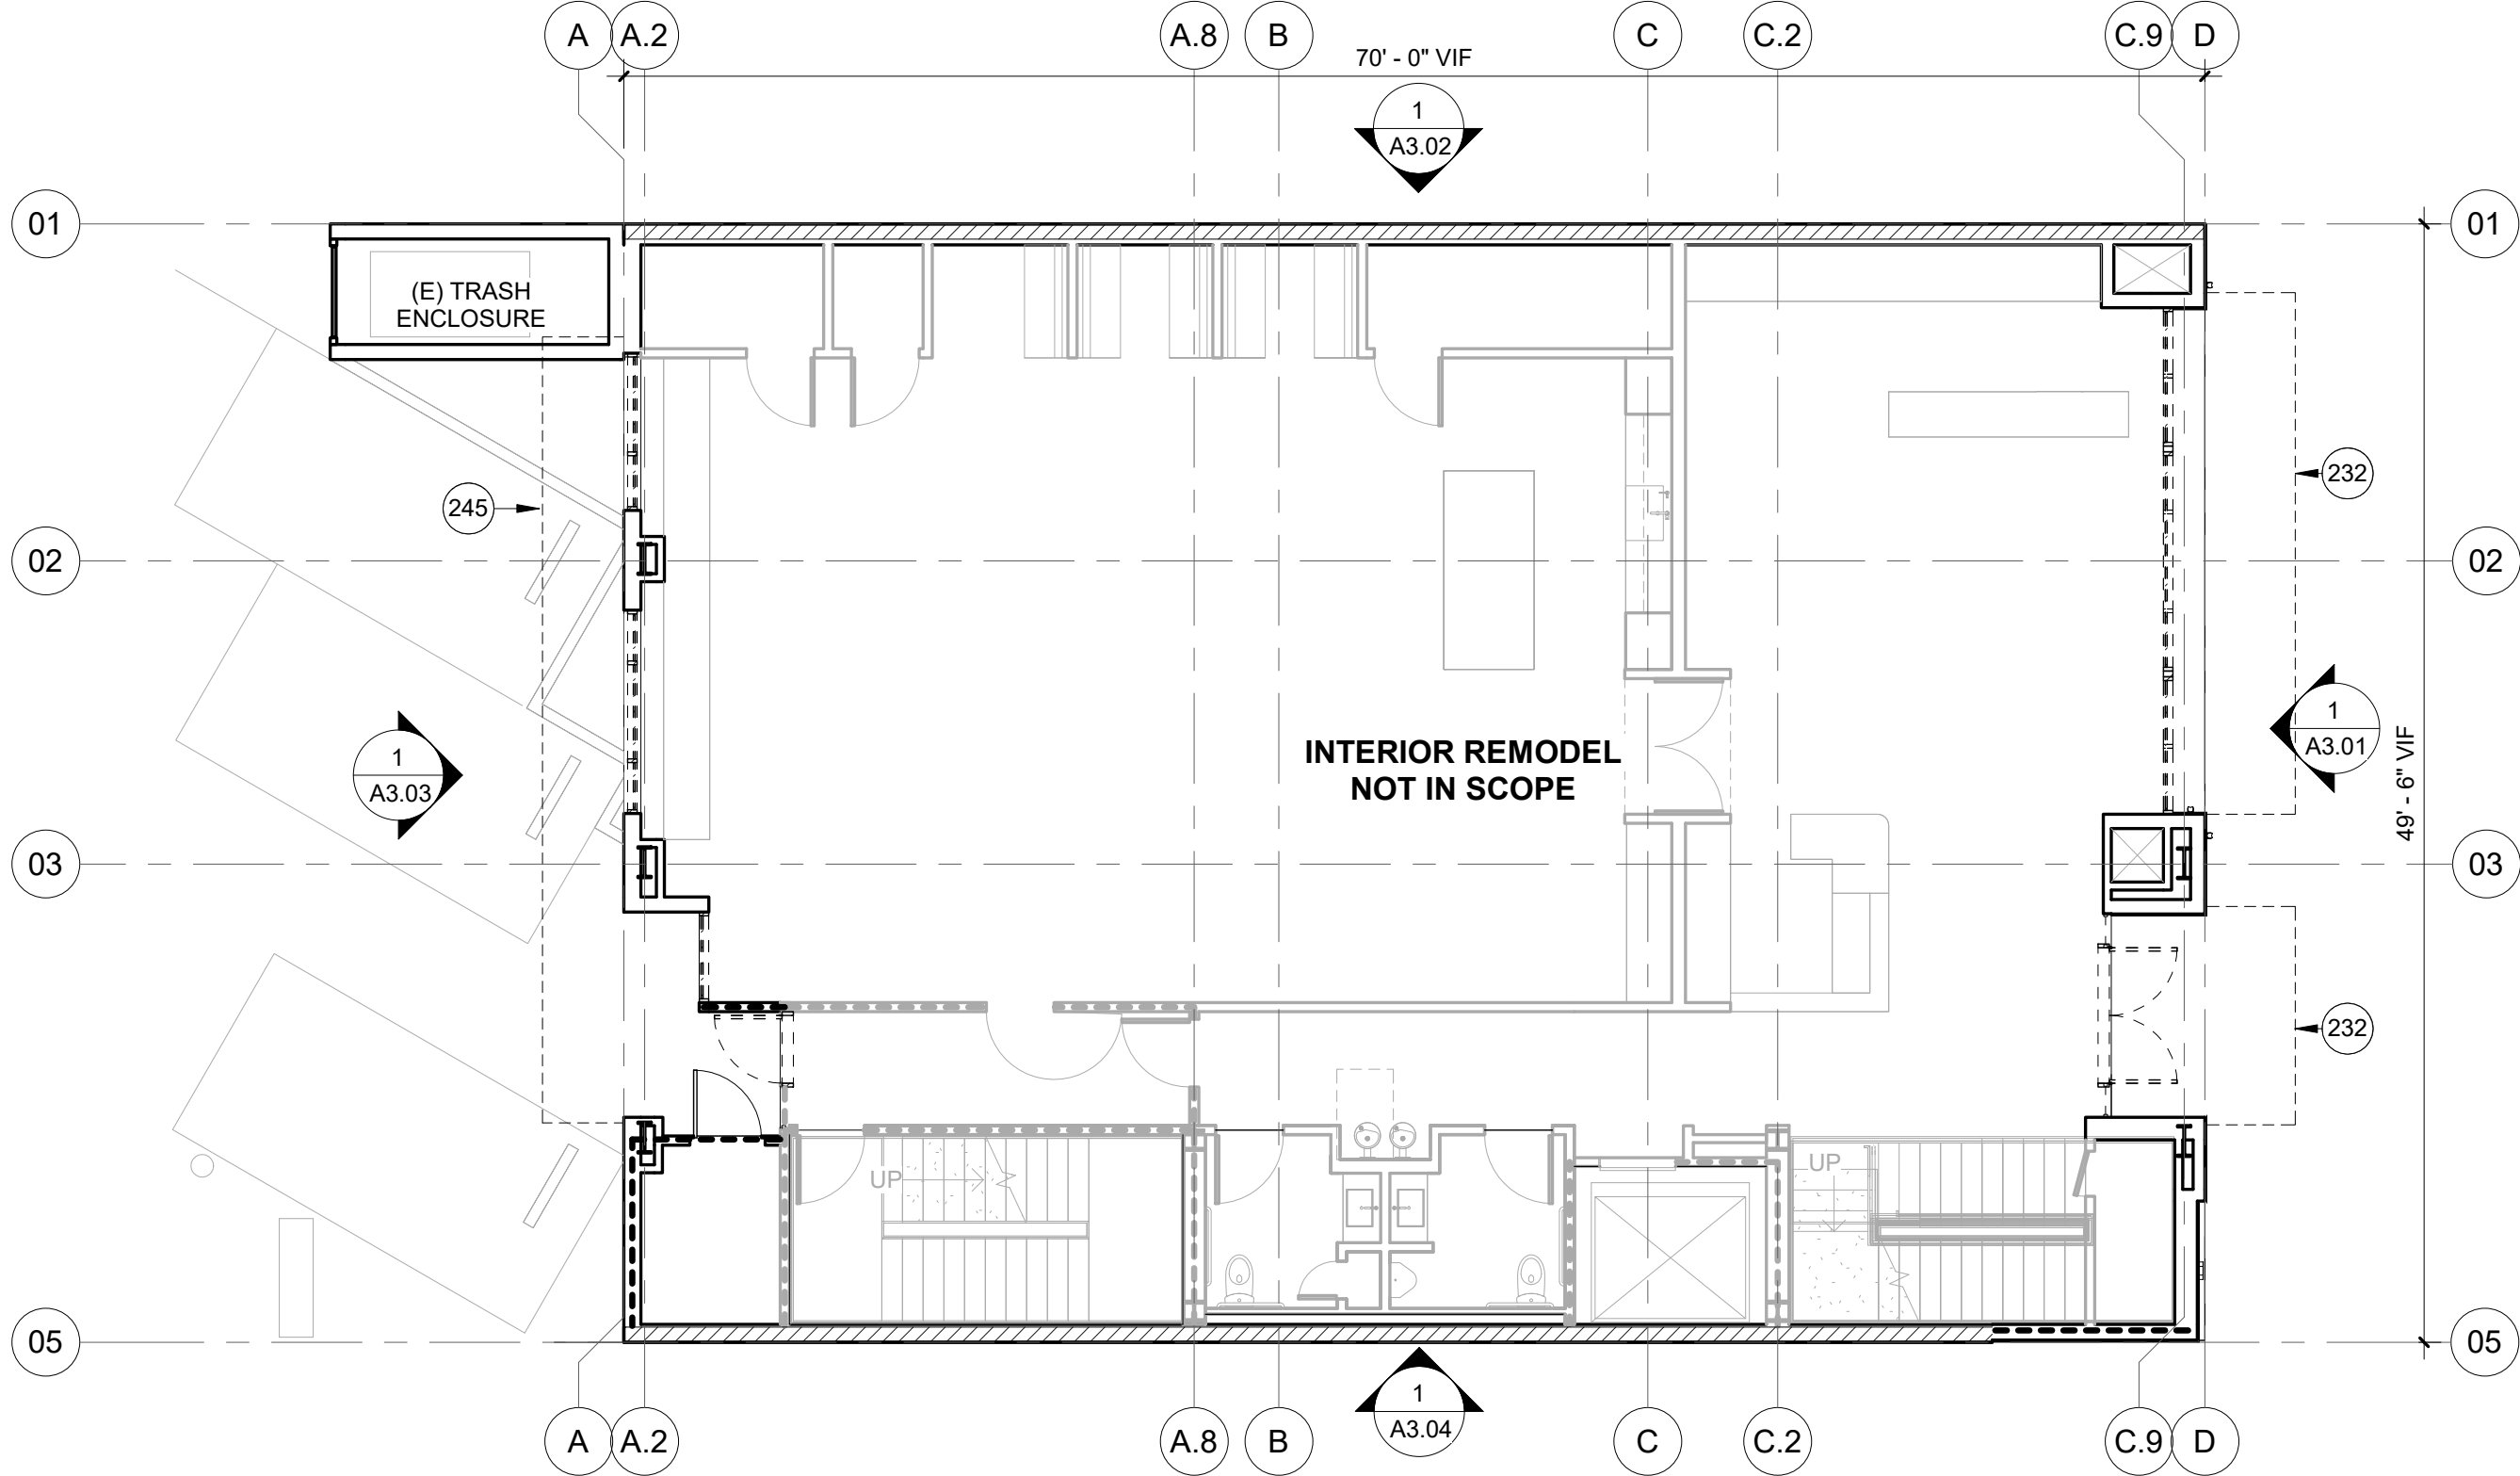 A
A.2
A.8
B
C
C.2
C.9
D
70' - 0" VIF
1
A3.02
01
01
(E) TRASH
ENCLOSURE
232
245
02
02
1
A3.01
49' - 6" VIF
INTERIOR REMODEL
NOT IN SCOPE
1
A3.03
03
03
232
UP
UP
05
05
1
A3.04
A
A.2
A.8
B
C
C.2
C.9
D